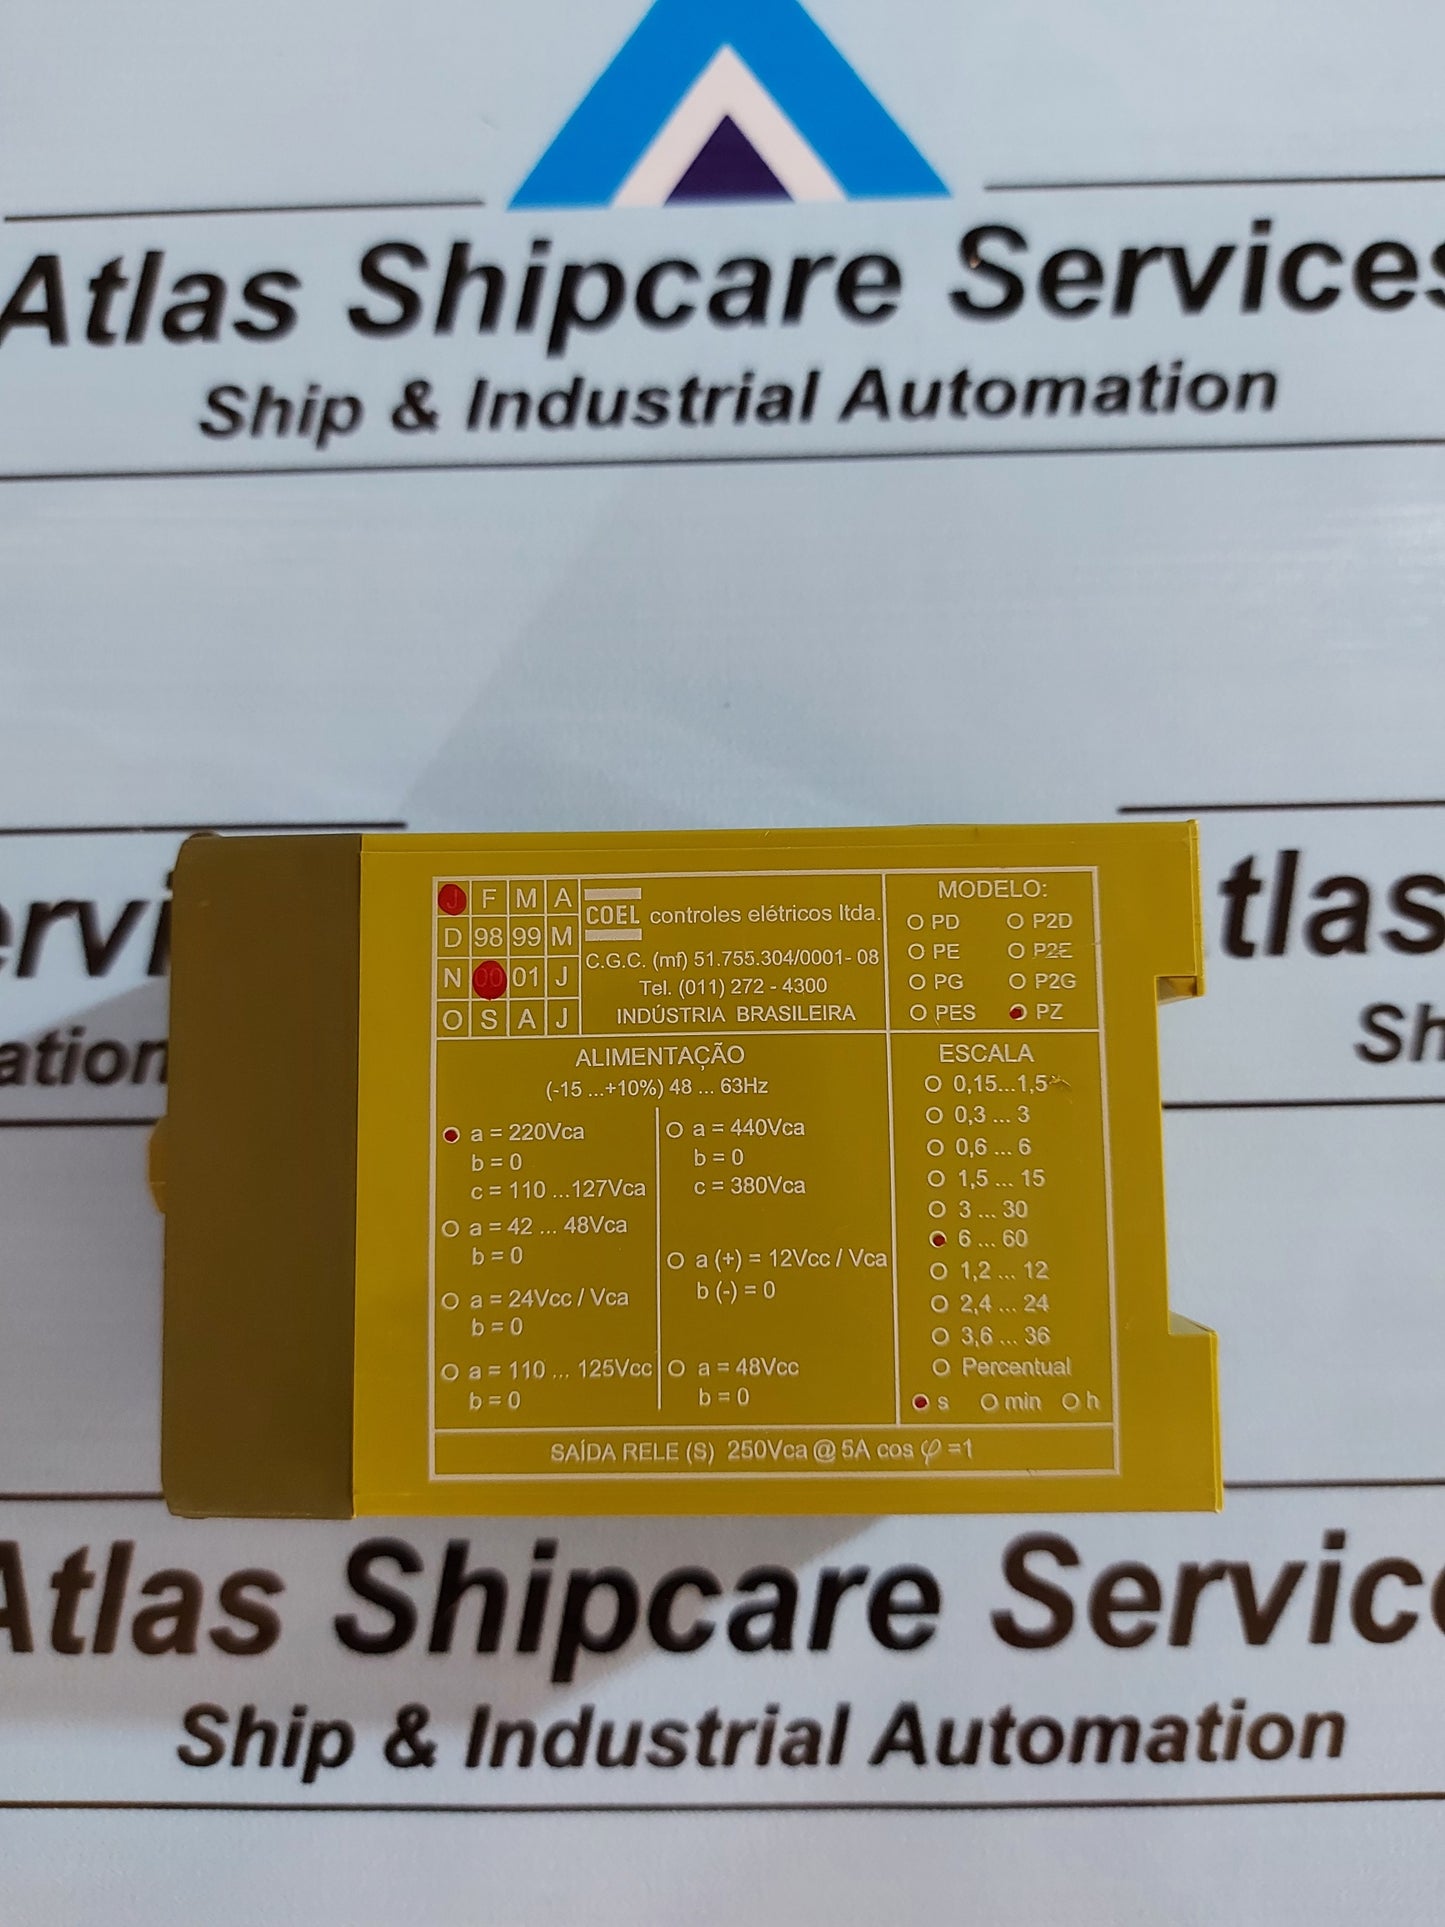 Atlas Shipcare Services
Ship & Industrial Automation
tlas
Sh
ation
J F M A
D 98 99 M
N 00 01 J
O S A J
COEL controles elétricos ltda.
C.G.C. (mf) 51.755.304/0001- 08
Tel. (011) 272 - 4300
INDÚSTRIA BRASILEIRA
MODELO:
PD P2D
PE P2E
PG P2G
PES PZ
ALIMENTAÇÃO
(-15 ...+10%) 48 ... 63Hz
a = 220Vca
b = 0
c = 110 ...127Vca
a = 42 ... 48Vca
b = 0
a = 24Vcc / Vca
b = 0
a = 110 ... 125Vcc
b = 0
a = 440Vca
b = 0
c = 380Vca
a (+) = 12Vcc / Vca
b (-) = 0
a = 48Vcc
b = 0
ESCALA
0,15...1,5
0,3 ... 3
0,6 ... 6
1,5 ... 15
3 ... 30
6 ... 60
1,2 ... 12
2,4 ... 24
3,6 ... 36
Percentual
s min h
SAÍDA RELE (S) 250Vca @ 5A cos φ =1
Atlas Shipcare Servic
Ship & Industrial Automation